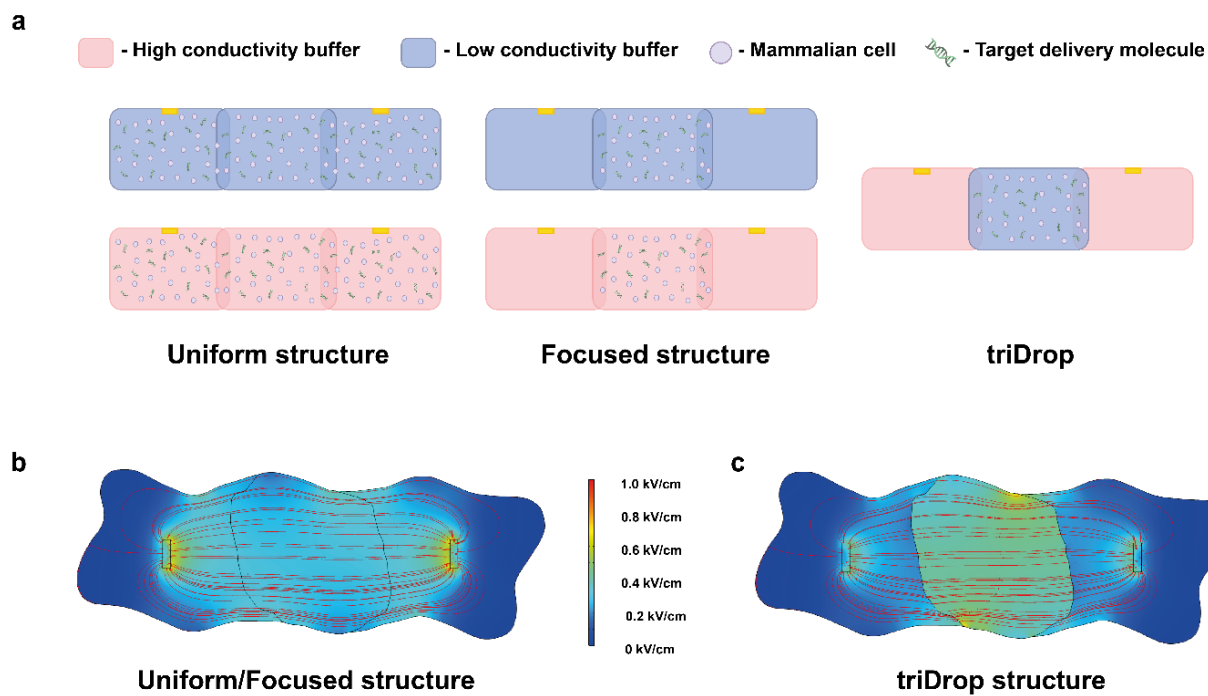 a
- High conductivity buffer - Low conductivity buffer - Mammalian cell - Target delivery molecule
Uniform structure Focused structure triDrop
b
c
1.0 kV/cm
0.8 kV/cm
0.6 kV/cm
0.4 kV/cm
0.2 kV/cm
0 kV/cm
Uniform/Focused structure triDrop structure